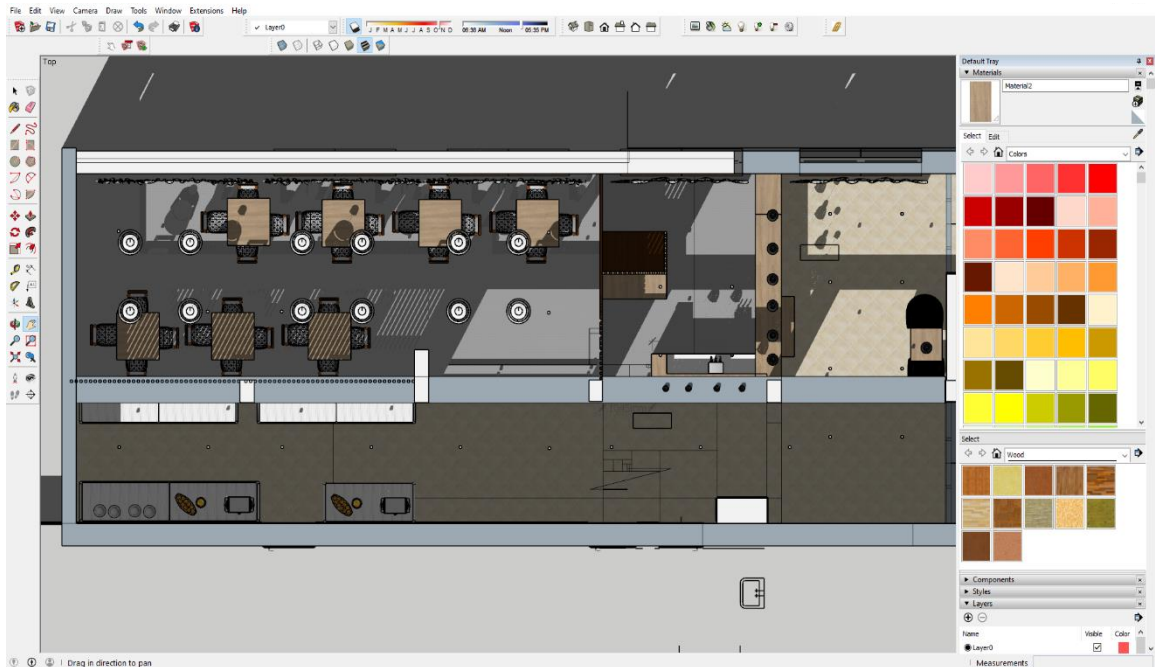 File Edit View Camera Draw Tools Window Extensions Help
Layer0
J F M A M J J A S O N D
06:38 AM Noon 05:35 PM
Top
Default Tray
Materials
Material2
Select Edit
Colors
Select
Wood
Components
Styles
Layers
Name Visible Color
Layer0
Drag in direction to pan
Measurements